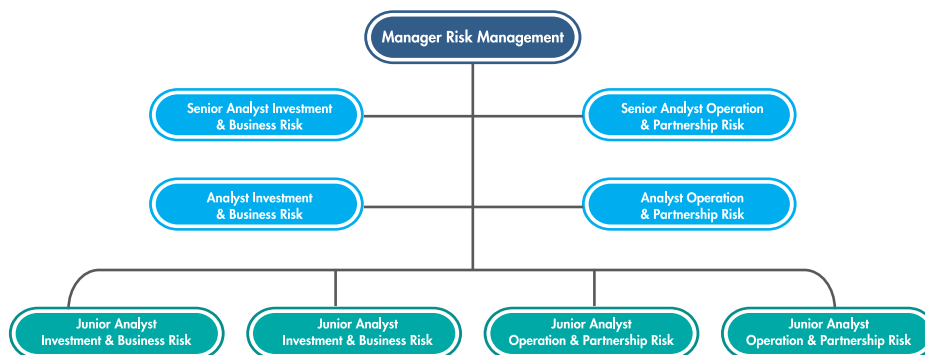 Manager Risk Management
Senior Analyst Investment
& Business Risk
Senior Analyst Operation
& Partnership Risk
Analyst Investment
& Business Risk
Analyst Operation
& Partnership Risk
Junior Analyst
Investment & Business Risk
Junior Analyst
Investment & Business Risk
Junior Analyst
Operation & Partnership Risk
Junior Analyst
Operation & Partnership Risk